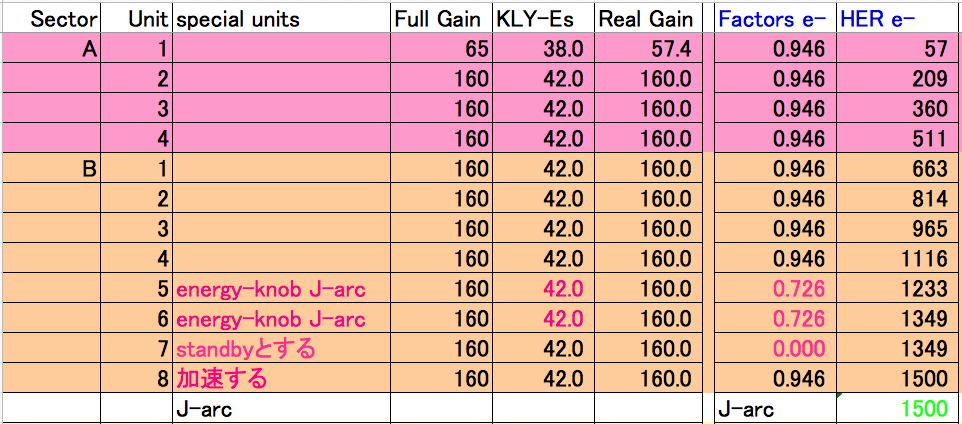 Sector Unit special units Full Gain KLY-Es Real Gain Factors e- HER e-
A 1 65 38.0 57.4 0.946 57
2 160 42.0 160.0 0.946 209
3 160 42.0 160.0 0.946 360
4 160 42.0 160.0 0.946 511
B 1 160 42.0 160.0 0.946 663
2 160 42.0 160.0 0.946 814
3 160 42.0 160.0 0.946 965
4 160 42.0 160.0 0.946 1116
5 energy-knob J-arc 160 42.0 160.0 0.726 1233
6 energy-knob J-arc 160 42.0 160.0 0.726 1349
7 standbyとする 160 42.0 160.0 0.000 1349
8 加速する 160 42.0 160.0 0.946 1500
J-arc J-arc 1500